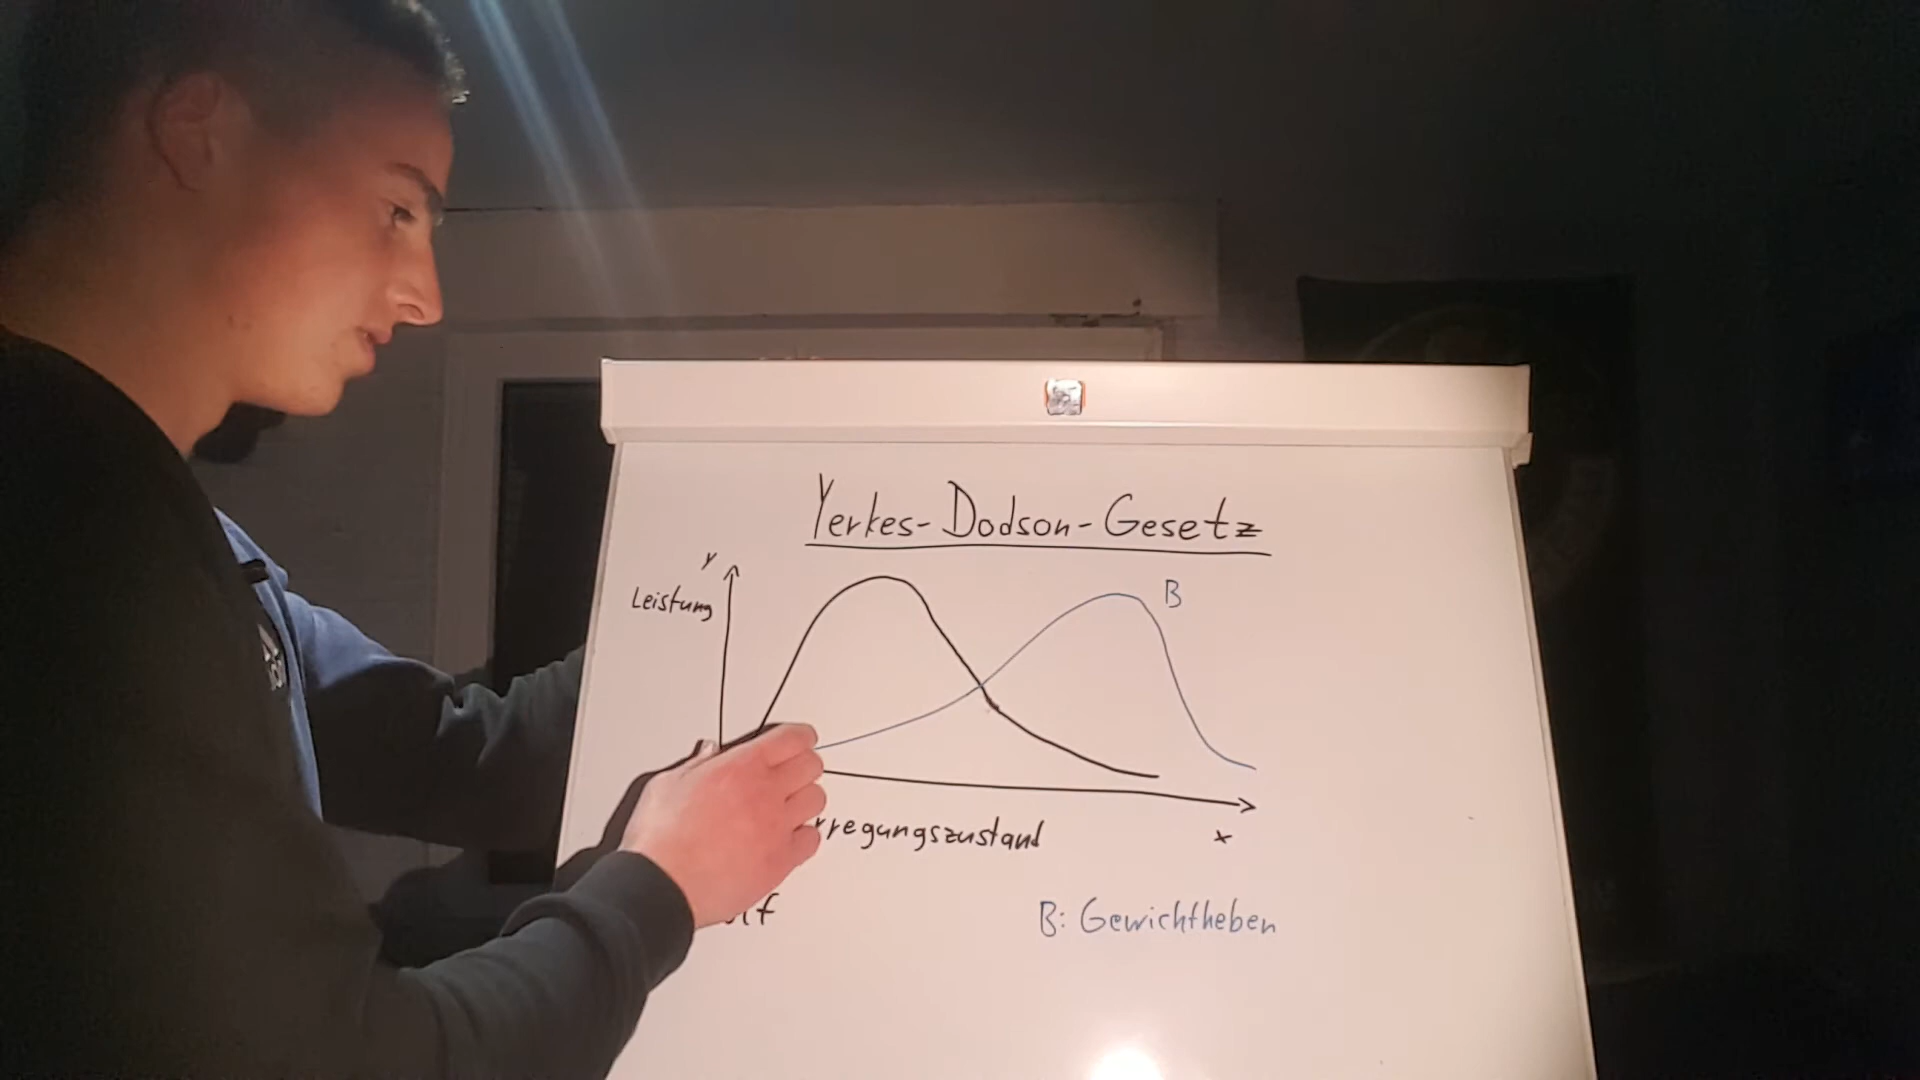 Yerkes-Dodson-Gesetz
y
Leistung
B
rregungszustand
x
B: Gewichtheben